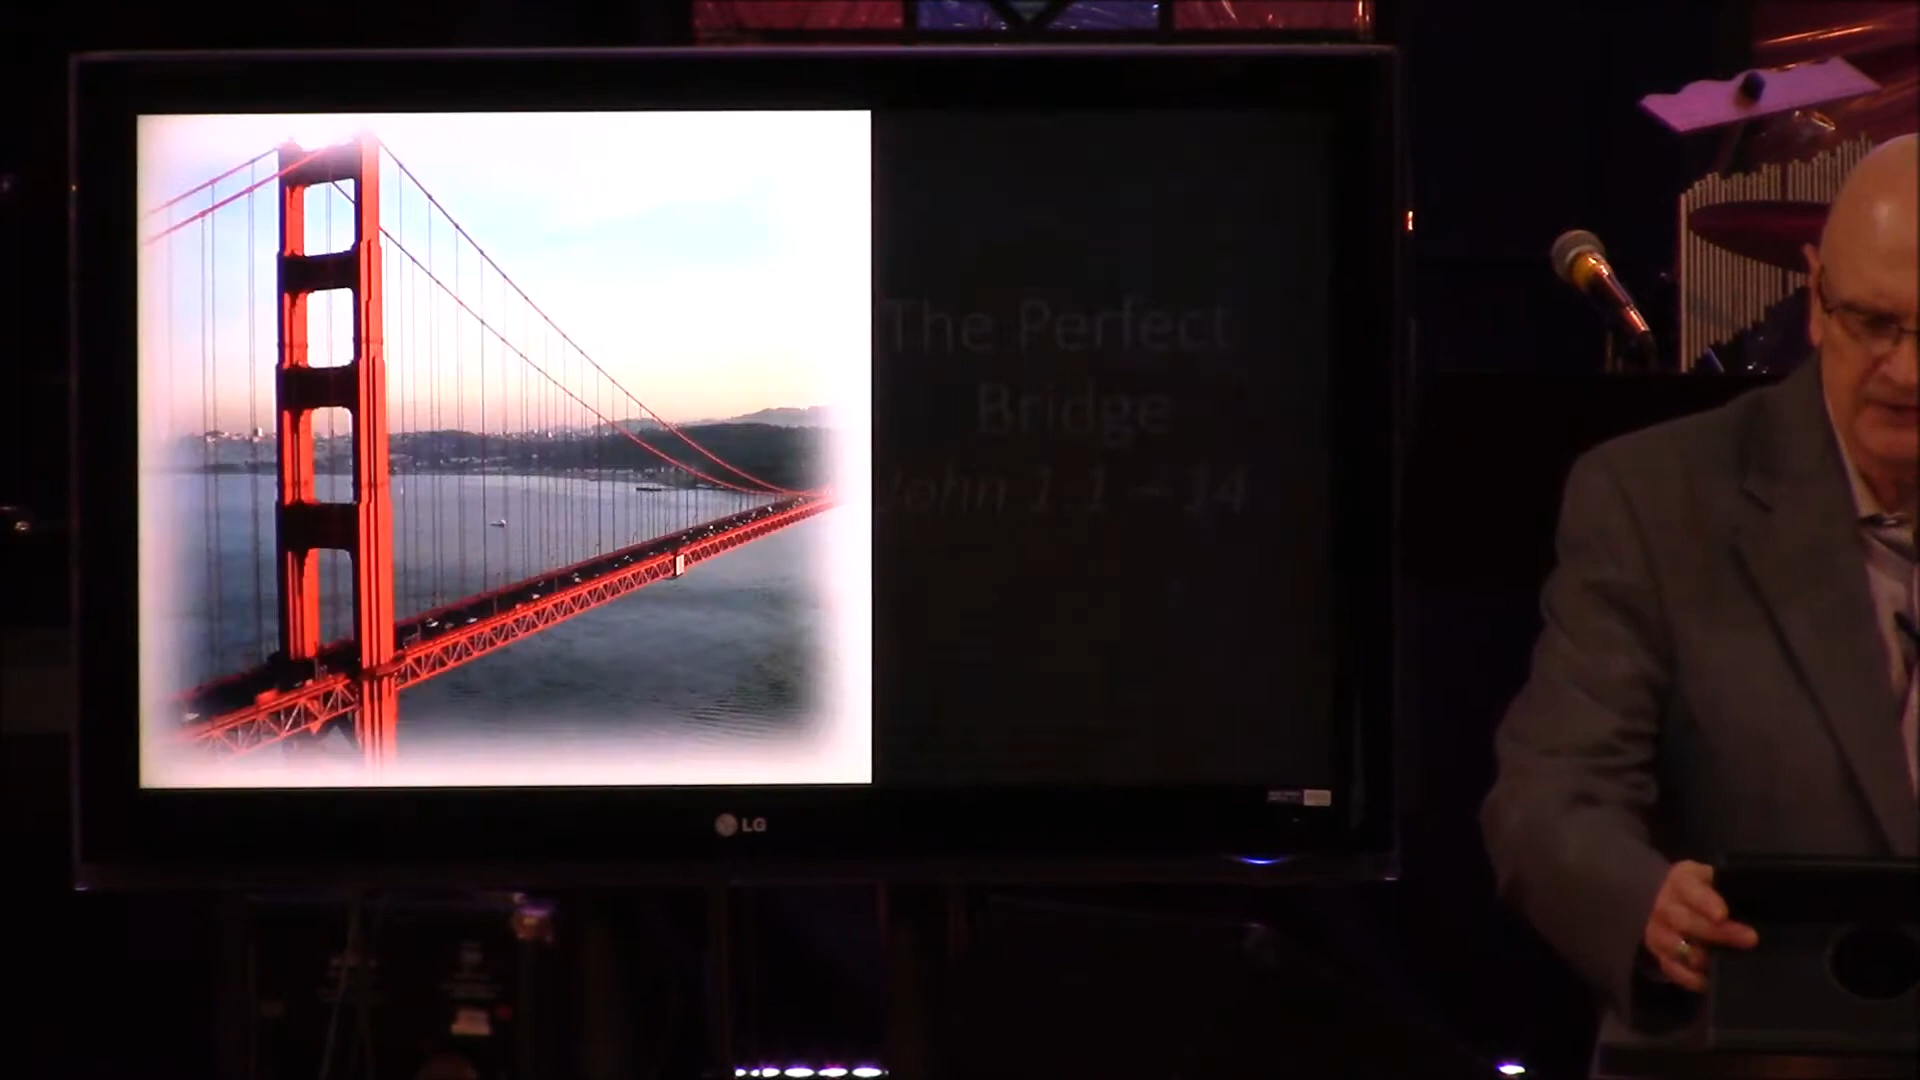 The Perfect
Bridge
John 1:1 – 14
LG